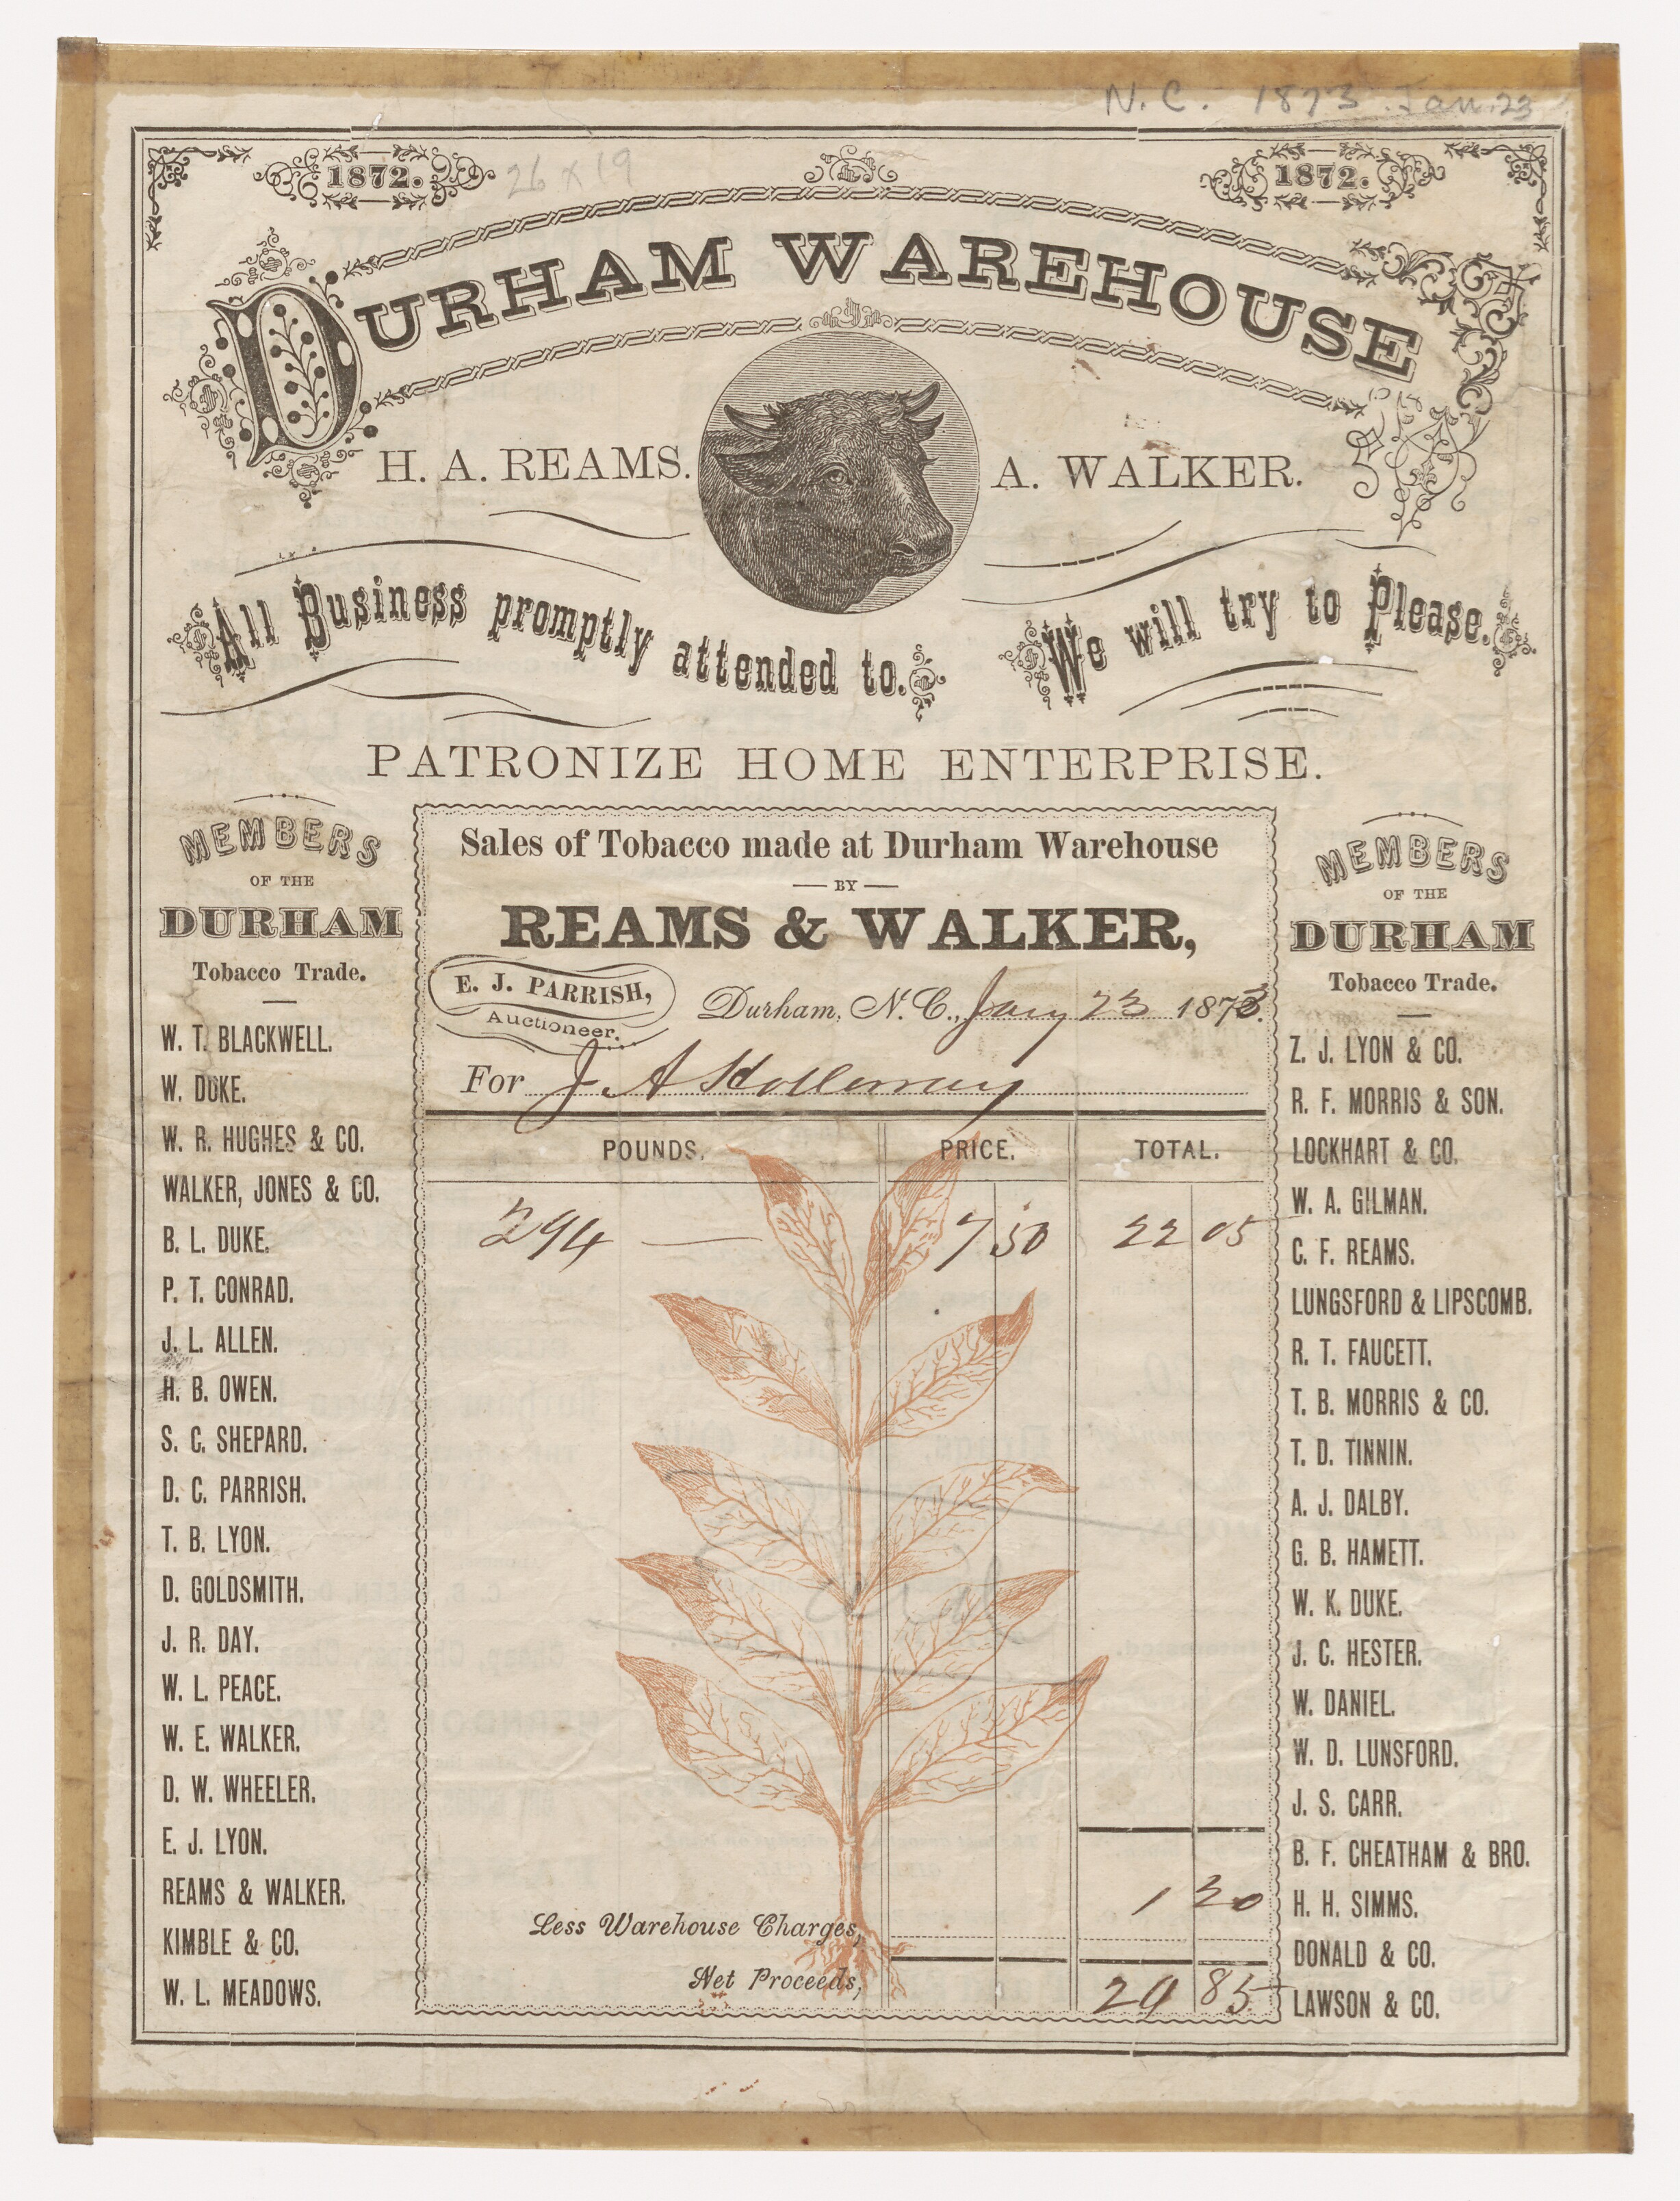 N. C. 1873 Jan. 23
1872.
26 x 19
1872.
DURHAM WAREHOUSE
H. A. REAMS.
A. WALKER.
All Business promptly attended to.
We will try to Please.
PATRONIZE HOME ENTERPRISE.
MEMBERS
OF THE
DURHAM
Tobacco Trade.
W. T. BLACKWELL.
W. DUKE.
W. R. HUGHES & CO.
WALKER, JONES & CO.
B. L. DUKE.
P. T. CONRAD.
J. L. ALLEN.
H. B. OWEN.
S. C. SHEPARD.
D. C. PARRISH.
T. B. LYON.
D. GOLDSMITH.
J. R. DAY.
W. L. PEACE.
W. E. WALKER.
D. W. WHEELER.
E. J. LYON.
REAMS & WALKER.
KIMBLE & CO.
W. L. MEADOWS.
Sales of Tobacco made at Durham Warehouse
BY
REAMS & WALKER,
E. J. PARRISH,
Auctioneer.
Durham, N. C., Jany 23 1873.
For J A Holloway
POUNDS. PRICE. TOTAL.
294 — 7 50 22 05
1 20
Less Warehouse Charges,
Net Proceeds, 20 85
MEMBERS
OF THE
DURHAM
Tobacco Trade.
Z. J. LYON & CO.
R. F. MORRIS & SON.
LOCKHART & CO.
W. A. GILMAN.
C. F. REAMS.
LUNGSFORD & LIPSCOMB.
R. T. FAUCETT.
T. B. MORRIS & CO.
T. D. TINNIN.
A. J. DALBY.
G. B. HAMETT.
W. K. DUKE.
J. C. HESTER.
W. DANIEL.
W. D. LUNSFORD.
J. S. CARR.
B. F. CHEATHAM & BRO.
H. H. SIMMS.
DONALD & CO.
LAWSON & CO.